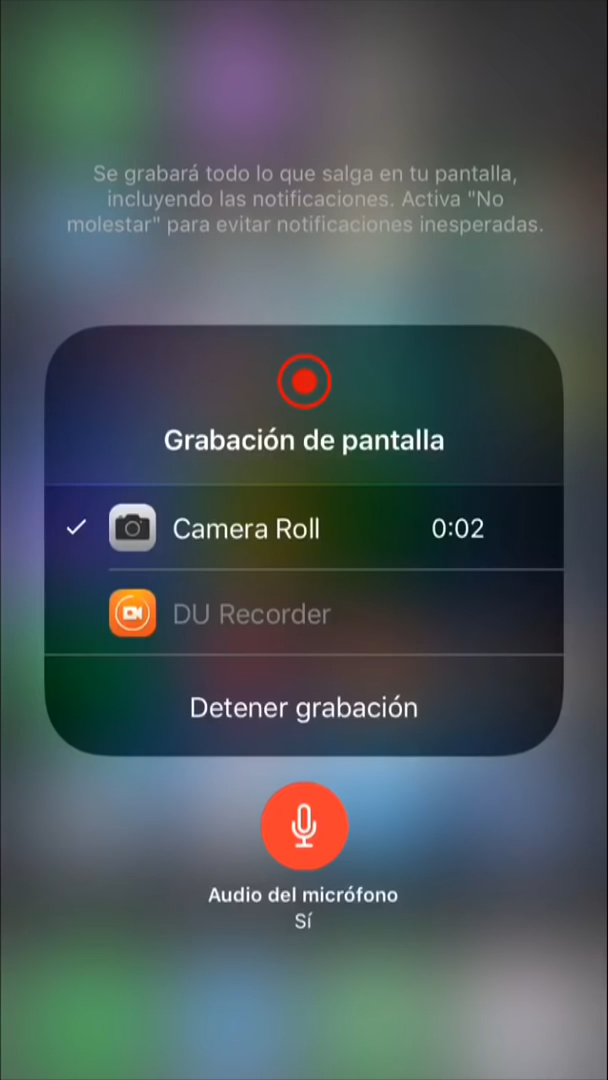 Se grabará todo lo que salga en tu pantalla,
incluyendo las notificaciones. Activa "No
molestar" para evitar notificaciones inesperadas.
Grabación de pantalla
Camera Roll 0:02
DU Recorder
Detener grabación
Audio del micrófono
Sí